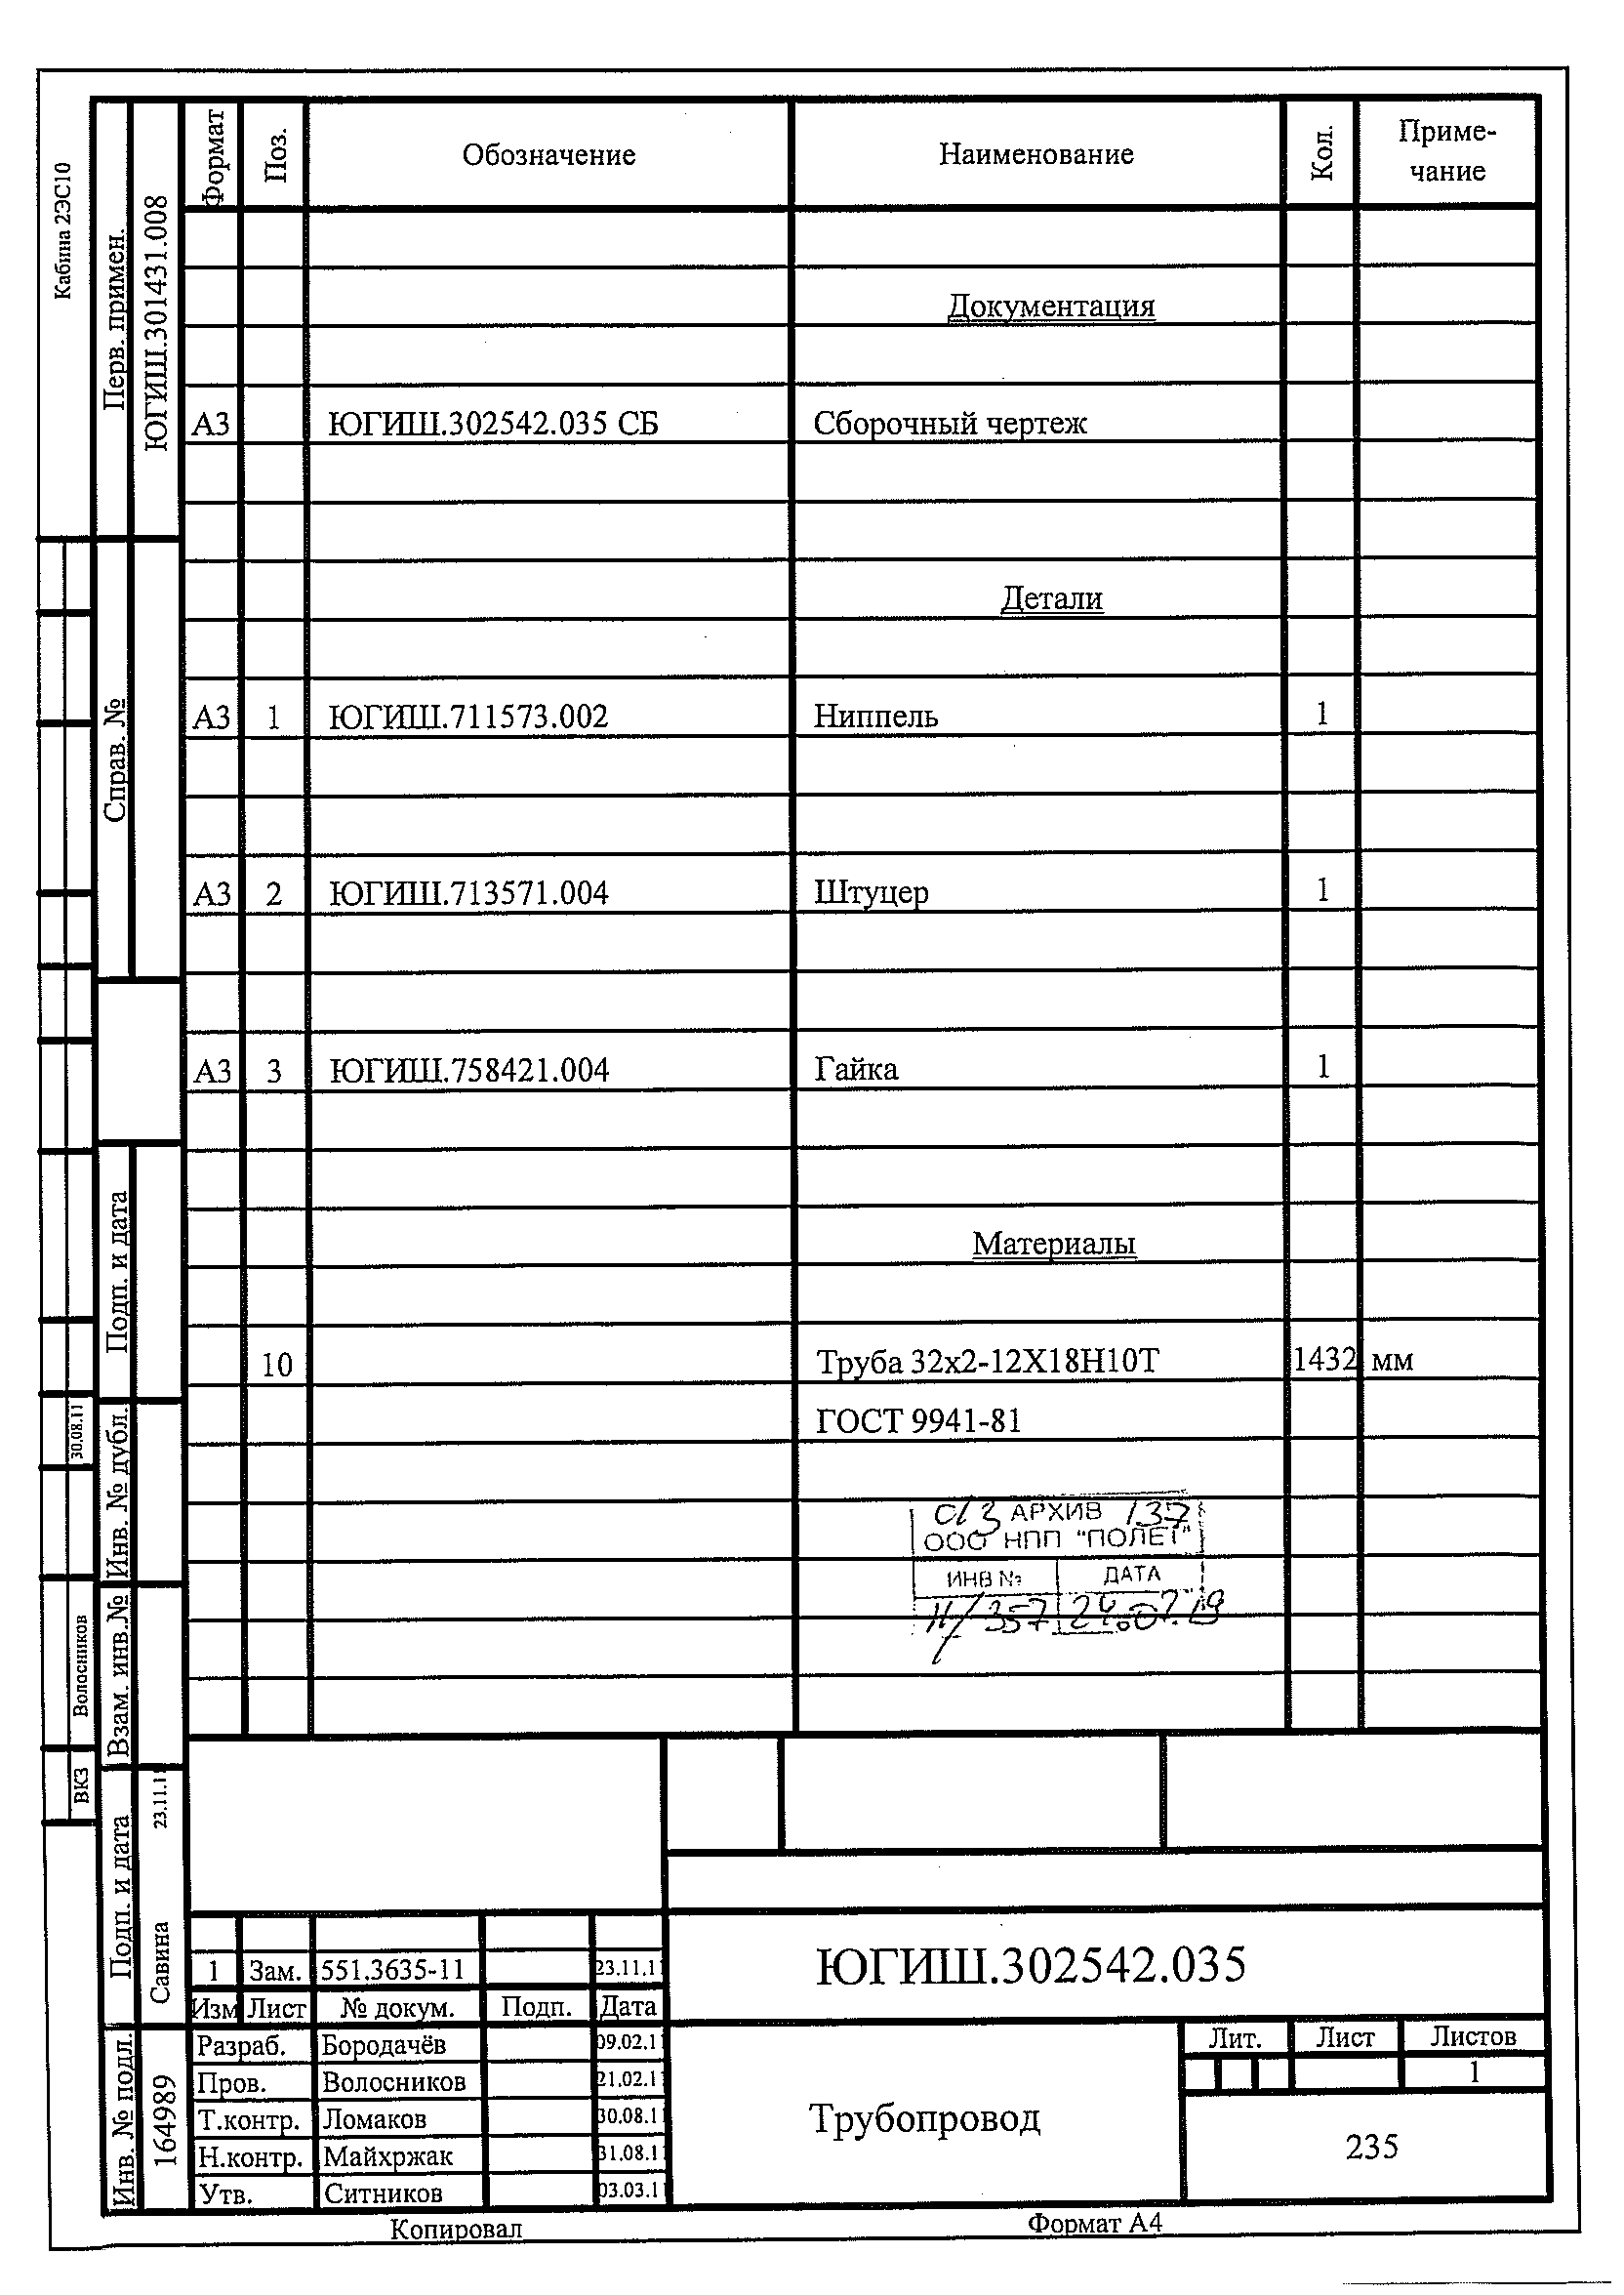 Кабина 2ЭС10
Перв. примен.
ЮГИШ.301431.008
Справ. №
Подп. и дата
Инв. № дубл.
Взам. инв.№
Подп. и дата
Савина 23.11.1
Инв. № подл.
164989
30.08.11
Волосников
ВКЗ
Формат Поз. Обозначение Наименование Кол. Приме-
чание
Документация
А3 ЮГИШ.302542.035 СБ Сборочный чертеж
Детали
А3 1 ЮГИШ.711573.002 Ниппель 1
А3 2 ЮГИШ.713571.004 Штуцер 1
А3 3 ЮГИШ.758421.004 Гайка 1
Материалы
10 Труба 32х2-12Х18Н10Т 1432 мм
ГОСТ 9941-81
АРХИВ 137
ООО НПП "ПОЛЕТ"
ИНВ № ДАТА
357 24.07.19
1 Зам. 551.3635-11 23.11.1
Изм Лист № докум. Подп. Дата
Разраб. Бородачёв 09.02.11
Пров. Волосников 21.02.11
Т.контр. Ломаков 30.08.11
Н.контр. Майхржак 31.08.11
Утв. Ситников 03.03.11
ЮГИШ.302542.035
Трубопровод
Лит. Лист Листов
1
235
Копировал Формат А4